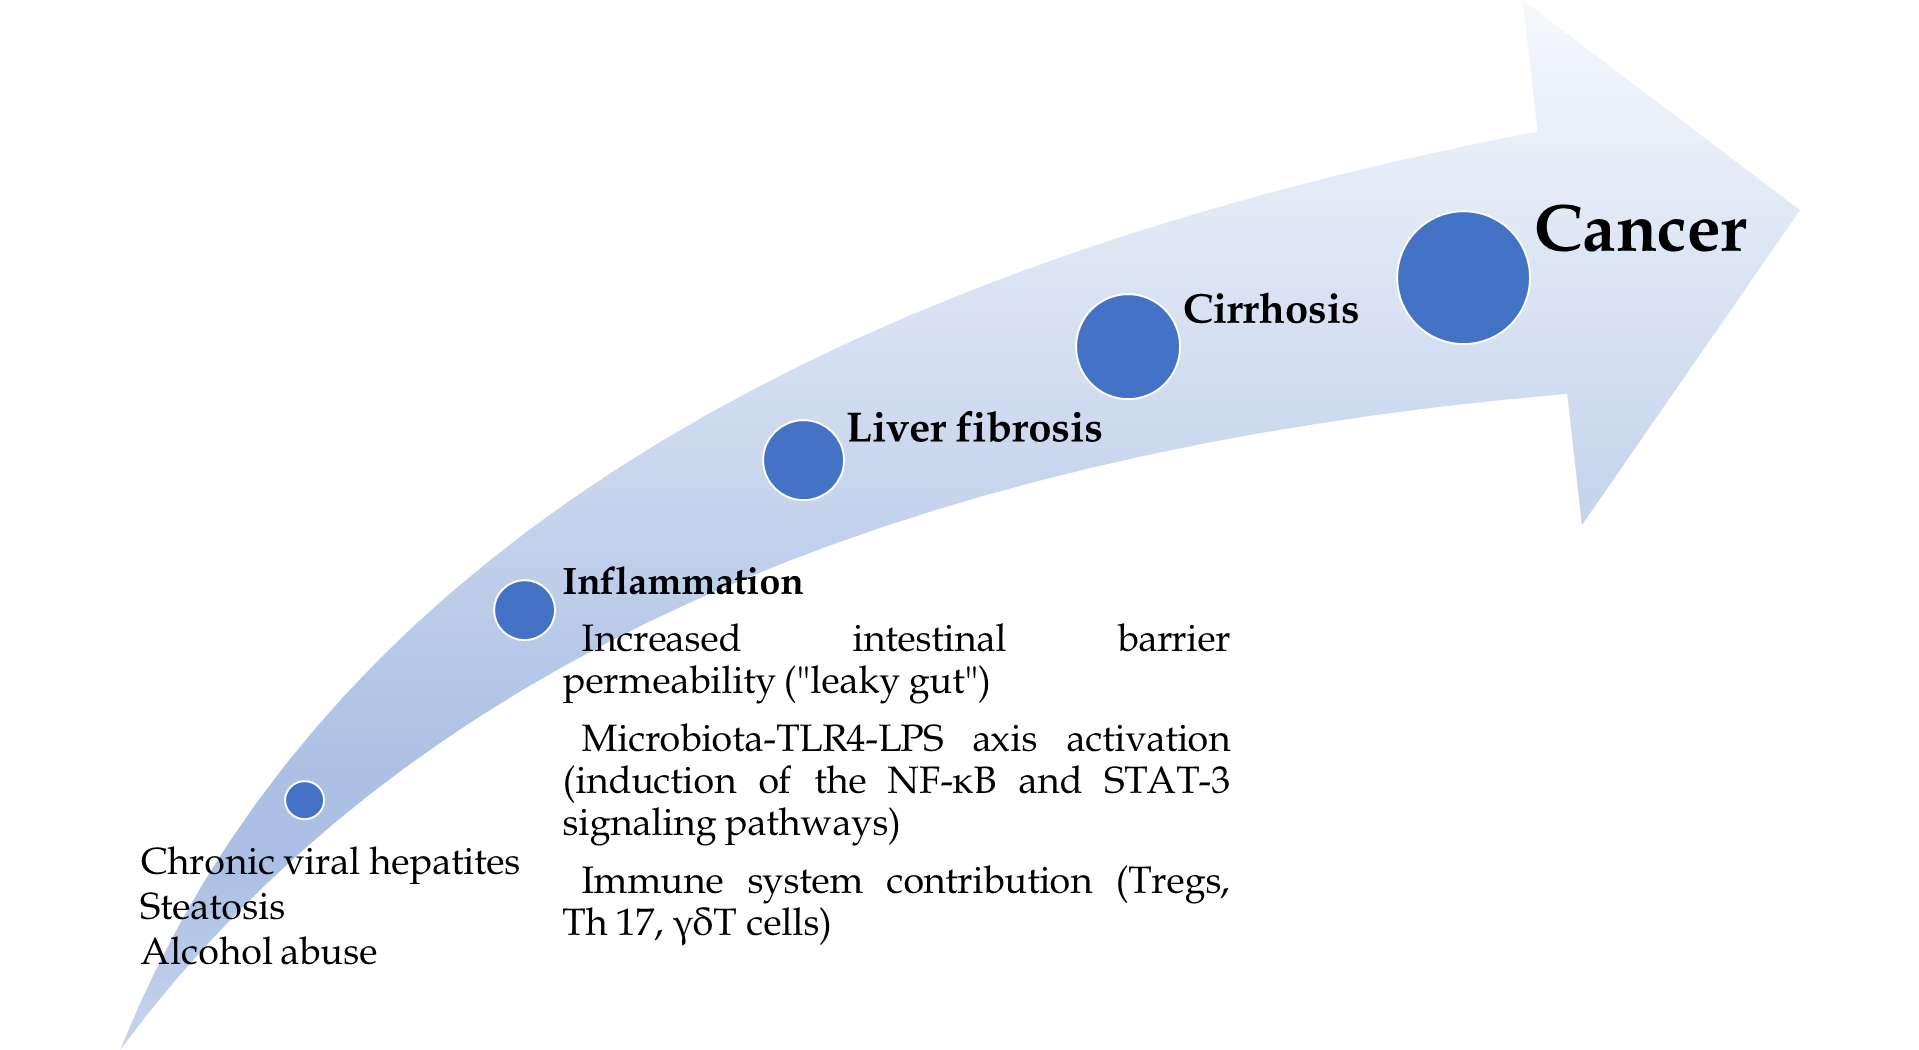 Cancer
Cirrhosis
Liver fibrosis
Inflammation
Increased intestinal barrier
permeability ("leaky gut")
Microbiota-TLR4-LPS axis activation
(induction of the NF-κB and STAT-3
signaling pathways)
Immune system contribution (Tregs,
Th 17, γδT cells)
Chronic viral hepatites
Steatosis
Alcohol abuse